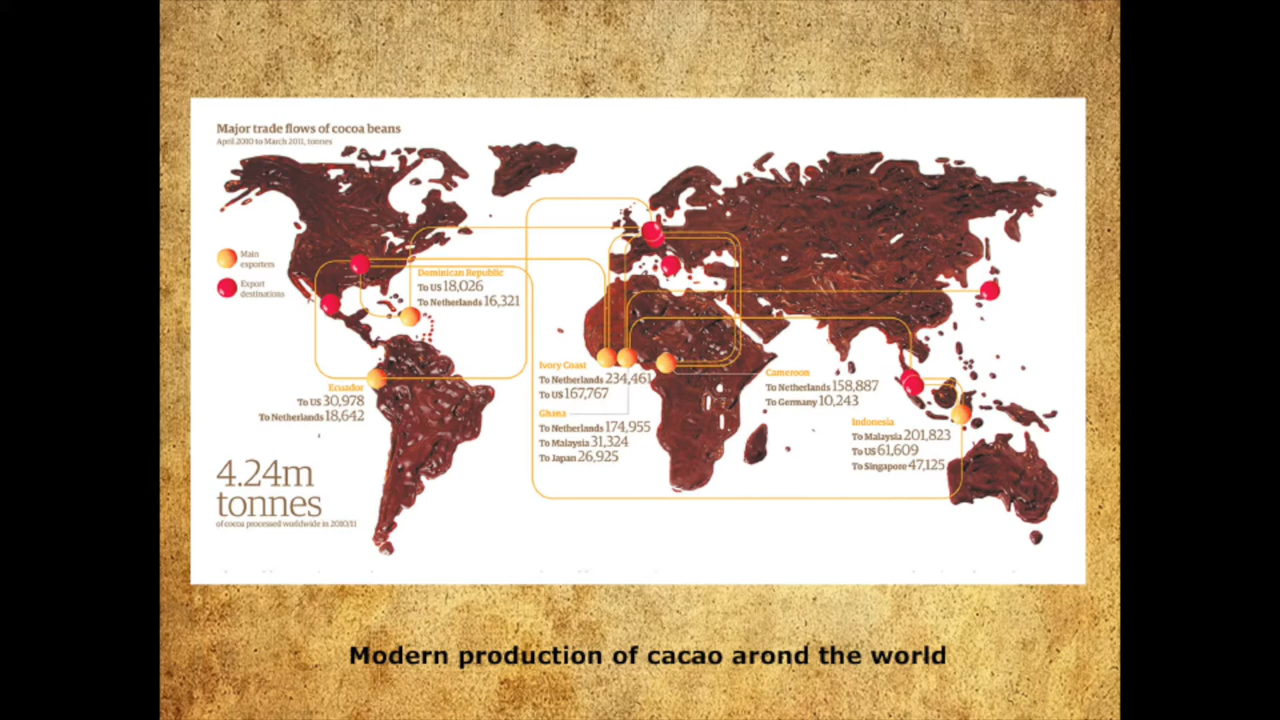 Major trade flows of cocoa beans
April 2010 to March 2011, tonnes
Main
exporters
Export
destinations
Dominican Republic
To US 18,026
To Netherlands 16,321
Ecuador
To US 30,978
To Netherlands 18,642
Ivory Coast
To Netherlands 234,461
To US 167,767
Ghana
To Netherlands 174,955
To Malaysia 31,324
To Japan 26,925
Cameroon
To Netherlands 158,887
To Germany 10,243
Indonesia
To Malaysia 201,823
To US 61,609
To Singapore 47,125
4.24m
tonnes
of cocoa processed worldwide in 2010/11
Modern production of cacao arond the world